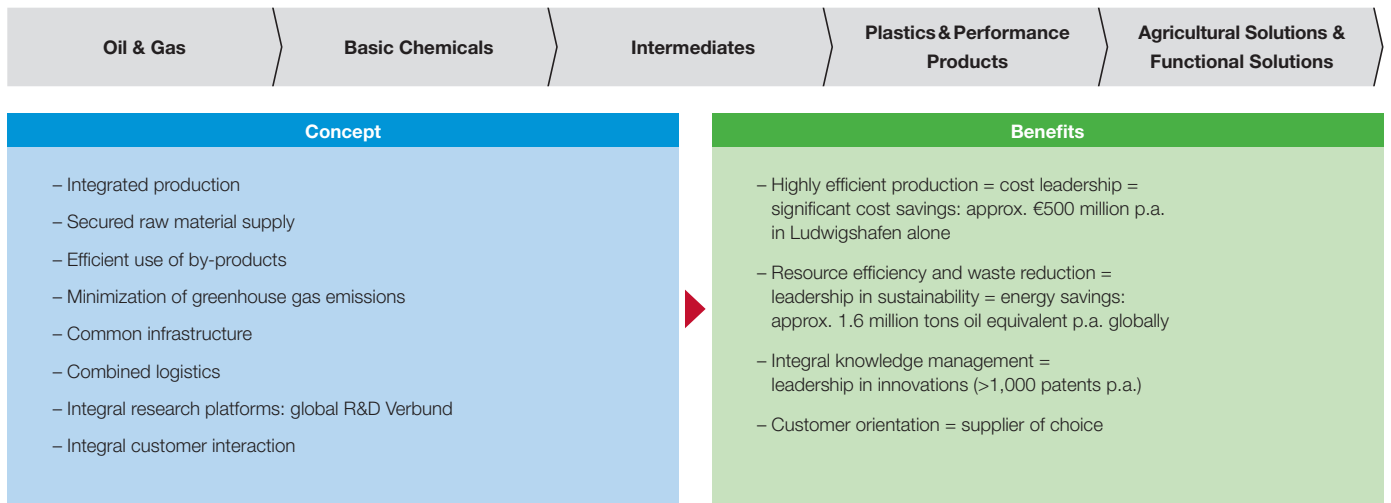 Oil & Gas
Basic Chemicals
Intermediates
Plastics & Performance
Products
Agricultural Solutions &
Functional Solutions
Concept
– Integrated production
– Secured raw material supply
– Efficient use of by-products
– Minimization of greenhouse gas emissions
– Common infrastructure
– Combined logistics
– Integral research platforms: global R&D Verbund
– Integral customer interaction
Benefits
– Highly efficient production = cost leadership =
significant cost savings: approx. €500 million p.a.
in Ludwigshafen alone
– Resource efficiency and waste reduction =
leadership in sustainability = energy savings:
approx. 1.6 million tons oil equivalent p.a. globally
– Integral knowledge management =
leadership in innovations (>1,000 patents p.a.)
– Customer orientation = supplier of choice